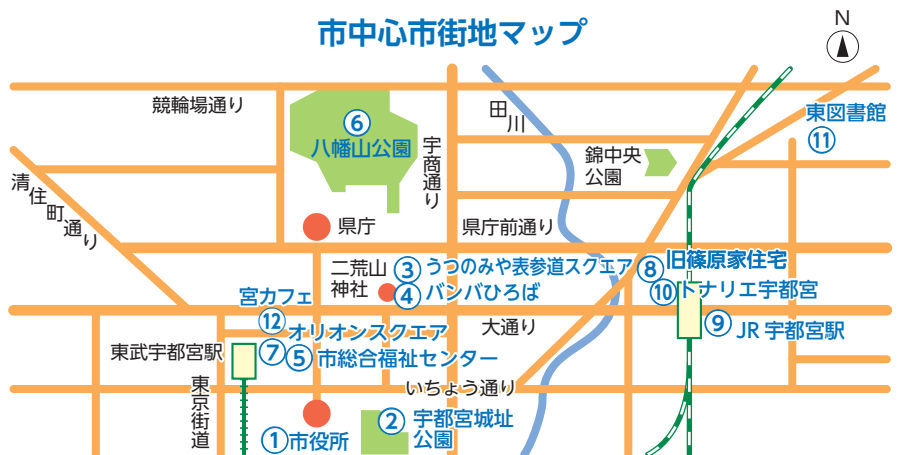 市中心市街地マップ
N
競輪場通り
田川
東図書館
⑪
⑥
八幡山公園
宇商通り
錦中央
公園
清住町通り
県庁
県庁前通り
二荒山
神社
③ うつのみや表参道スクエア
⑧ 旧篠原家住宅
④ バンバひろば
⑩ トナリエ宇都宮
宮カフェ
⑫
オリオンスクエア
大通り
⑨ JR 宇都宮駅
東武宇都宮駅
⑦ ⑤ 市総合福祉センター
東京街道
いちょう通り
① 市役所
② 宇都宮城址
公園